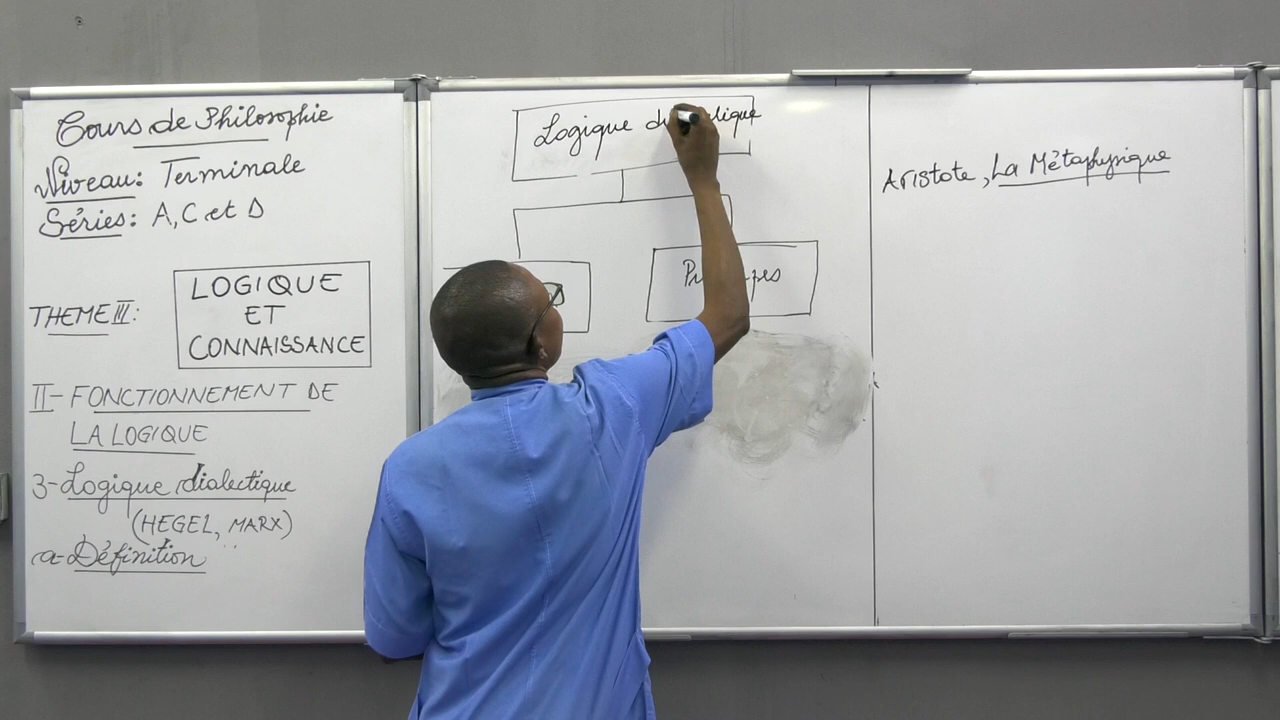 Cours de Philosophie
Niveau: Terminale
Séries: A, C et D
THEME III:
LOGIQUE
ET
CONNAISSANCE
II- FONCTIONNEMENT DE
LA LOGIQUE
3- Logique dialectique
(HEGEL, MARX)
a- Définition
Logique
Aristote, La Métaphysique